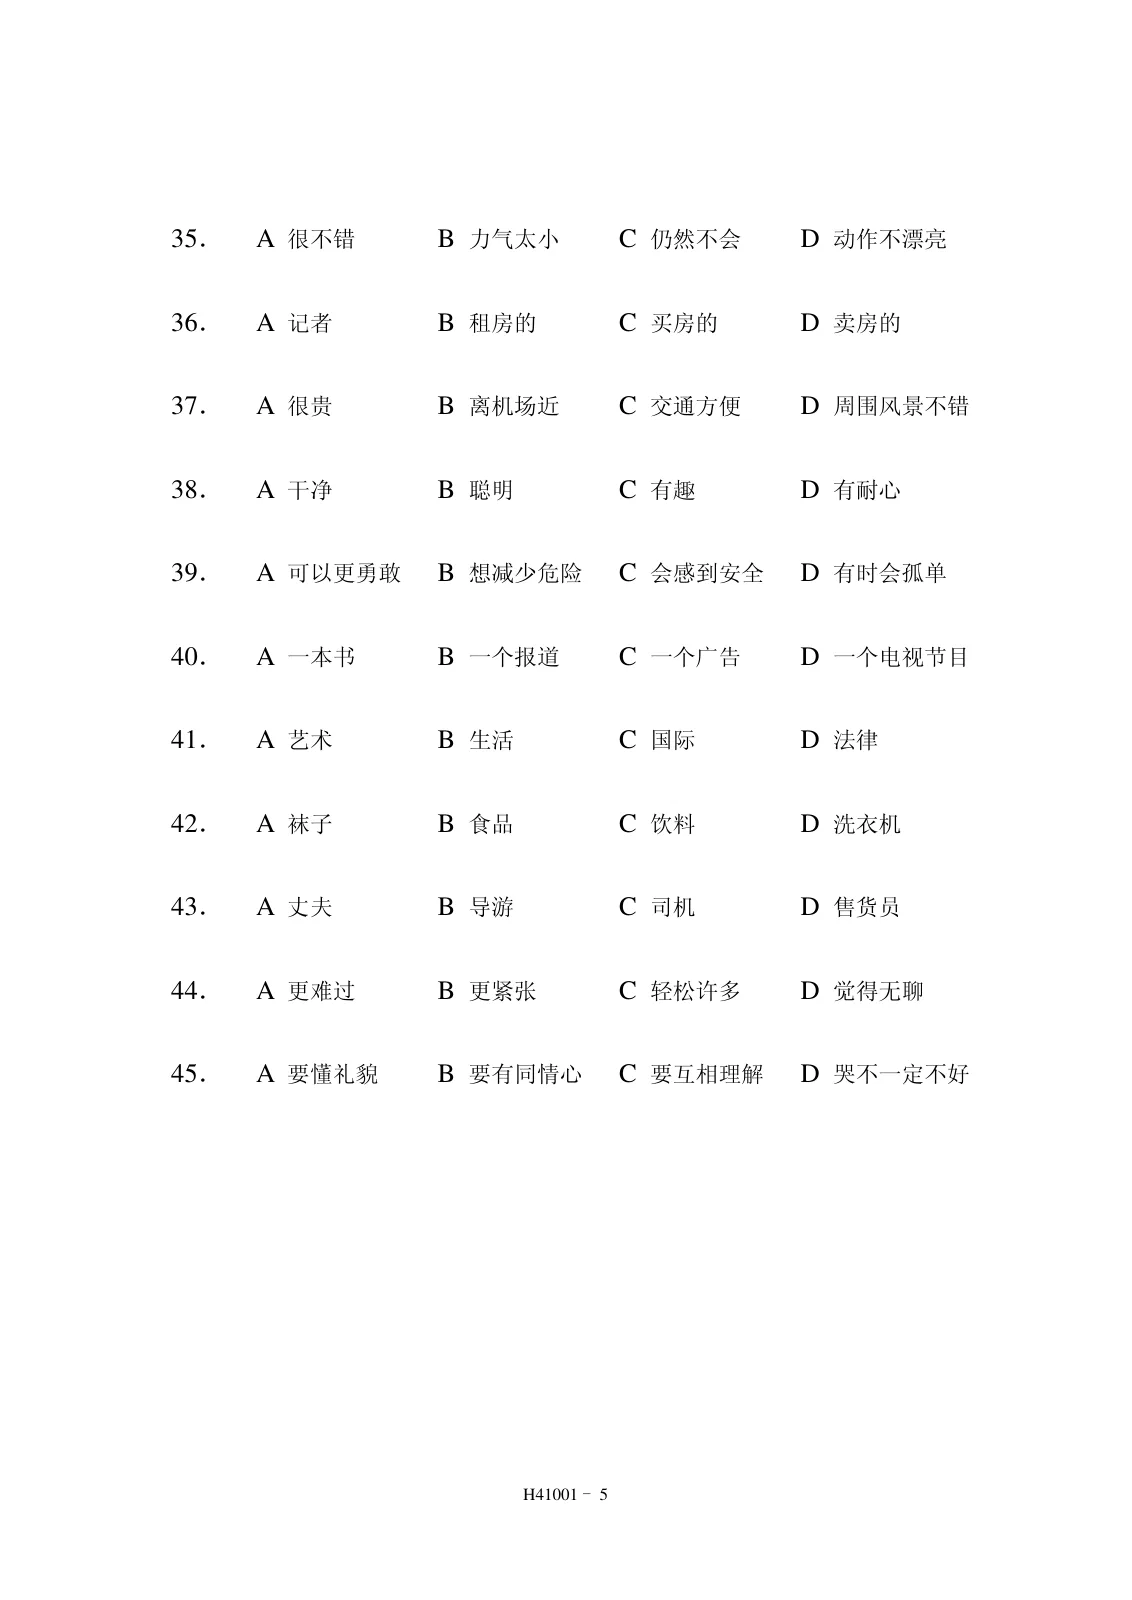 35． A 很不错 B 力气太小 C 仍然不会 D 动作不漂亮
36． A 记者 B 租房的 C 买房的 D 卖房的
37． A 很贵 B 离机场近 C 交通方便 D 周围风景不错
38． A 干净 B 聪明 C 有趣 D 有耐心
39． A 可以更勇敢 B 想减少危险 C 会感到安全 D 有时会孤单
40． A 一本书 B 一个报道 C 一个广告 D 一个电视节目
41． A 艺术 B 生活 C 国际 D 法律
42． A 袜子 B 食品 C 饮料 D 洗衣机
43． A 丈夫 B 导游 C 司机 D 售货员
44． A 更难过 B 更紧张 C 轻松许多 D 觉得无聊
45． A 要懂礼貌 B 要有同情心 C 要互相理解 D 哭不一定不好
H41001 – 5